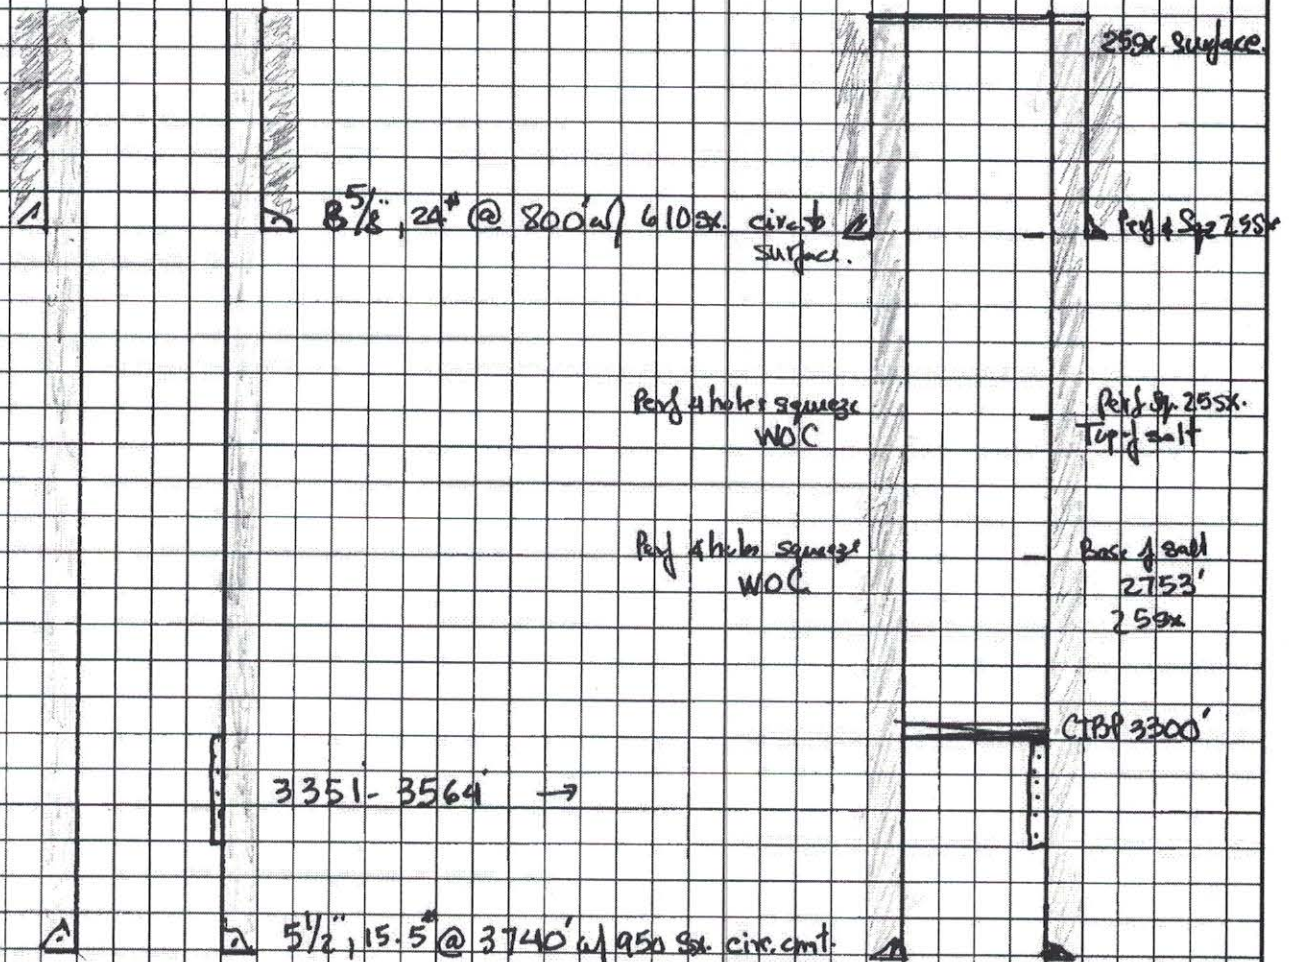 25sx. surface.
8 5/8", 24# @ 800' w/ 610sx. circ. to
surface.
Perf & Sqz 25sx
Perf 4 holes squeeze
WOC
Perf Sqz. 25sx.
Top of salt
Perf 4 holes squeeze
WOC
Base of salt
2753'
25sx
CIBP 3300'
3351'- 3564' →
5 1/2", 15.5# @ 3740' w/ 950 sx. circ. cmt.